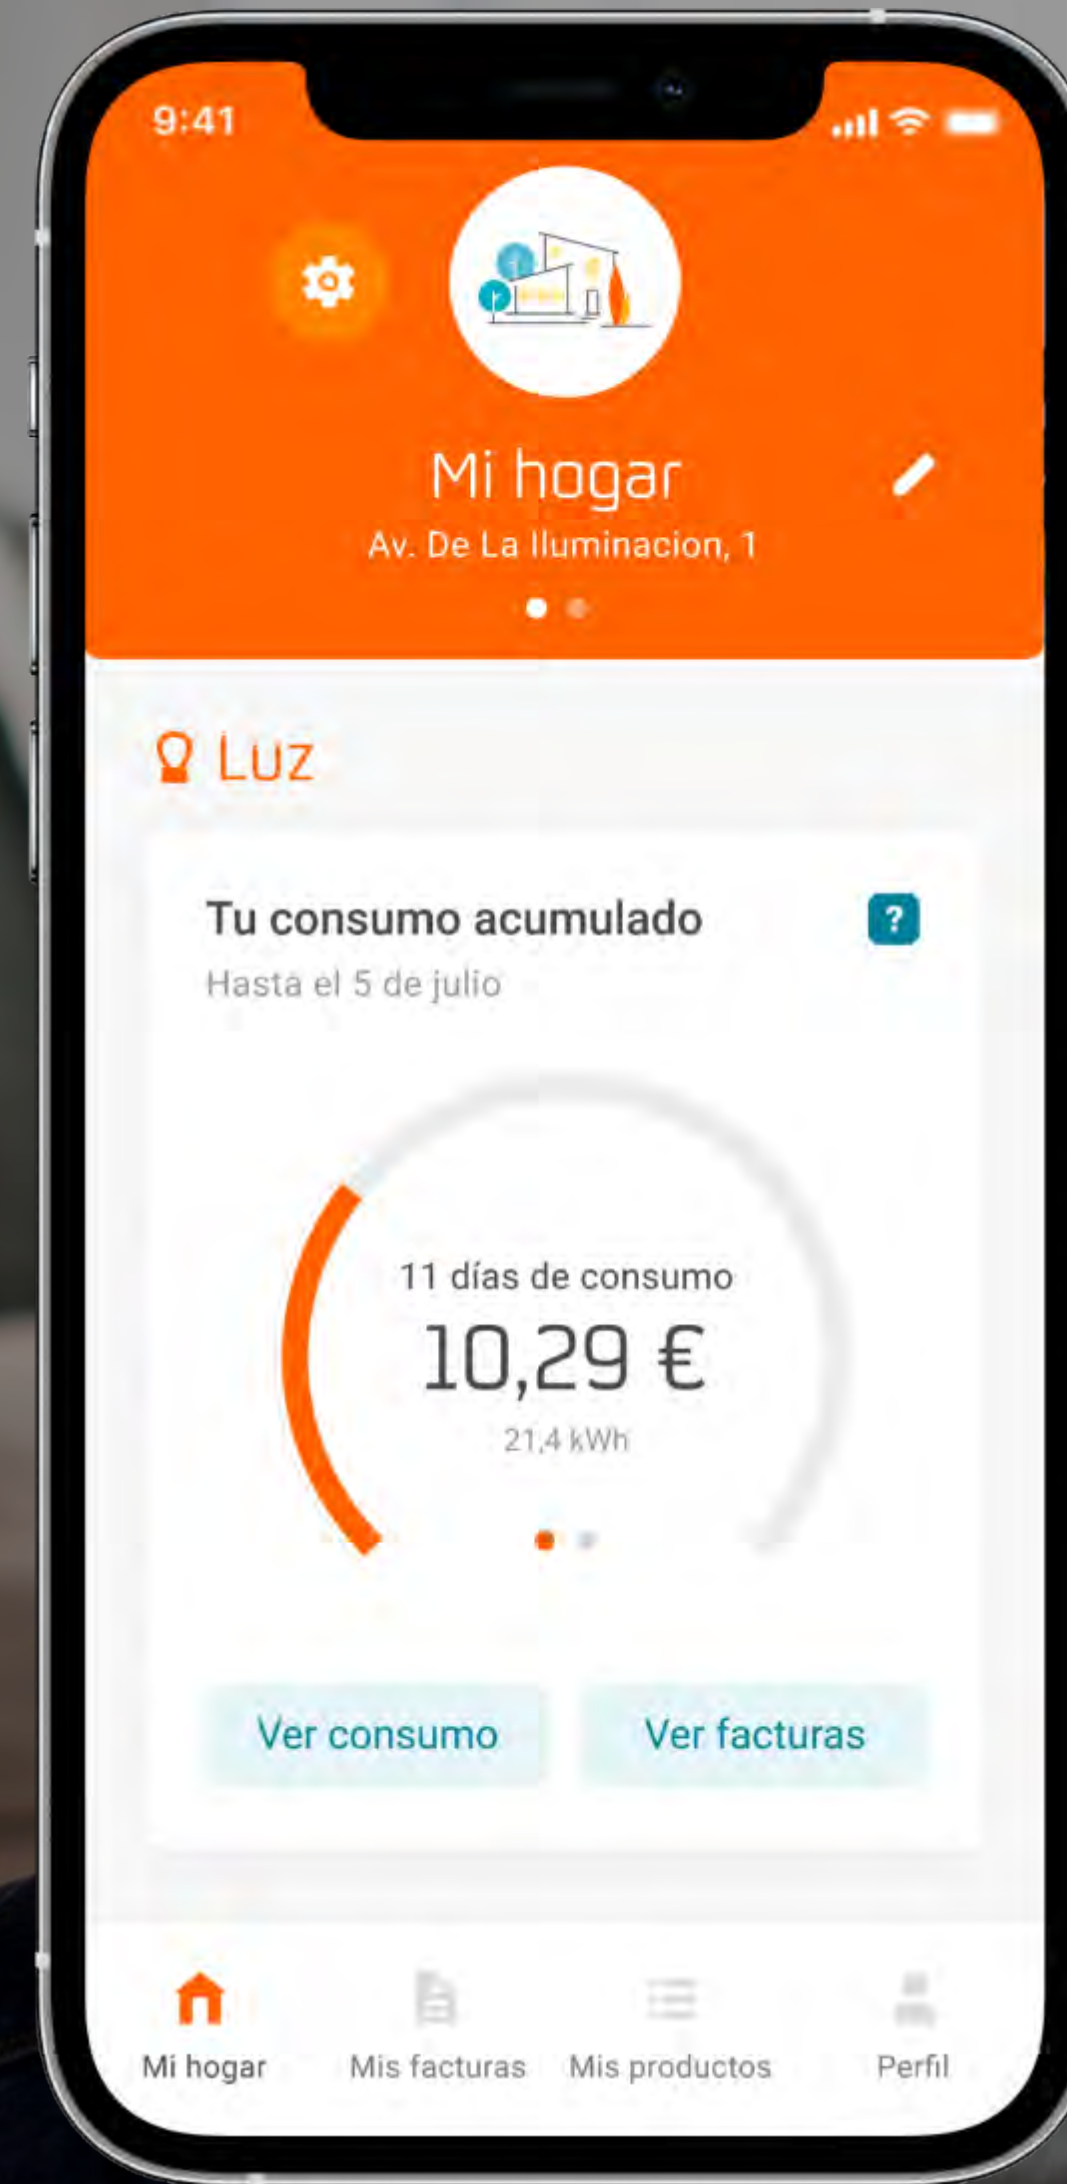 9:41
Mi hogar
Av. De La Iluminacion, 1
Luz
Tu consumo acumulado
?
Hasta el 5 de julio
11 días de consumo
10,29 €
21,4 kWh
Ver consumo
Ver facturas
Mi hogar
Mis facturas
Mis productos
Perfil